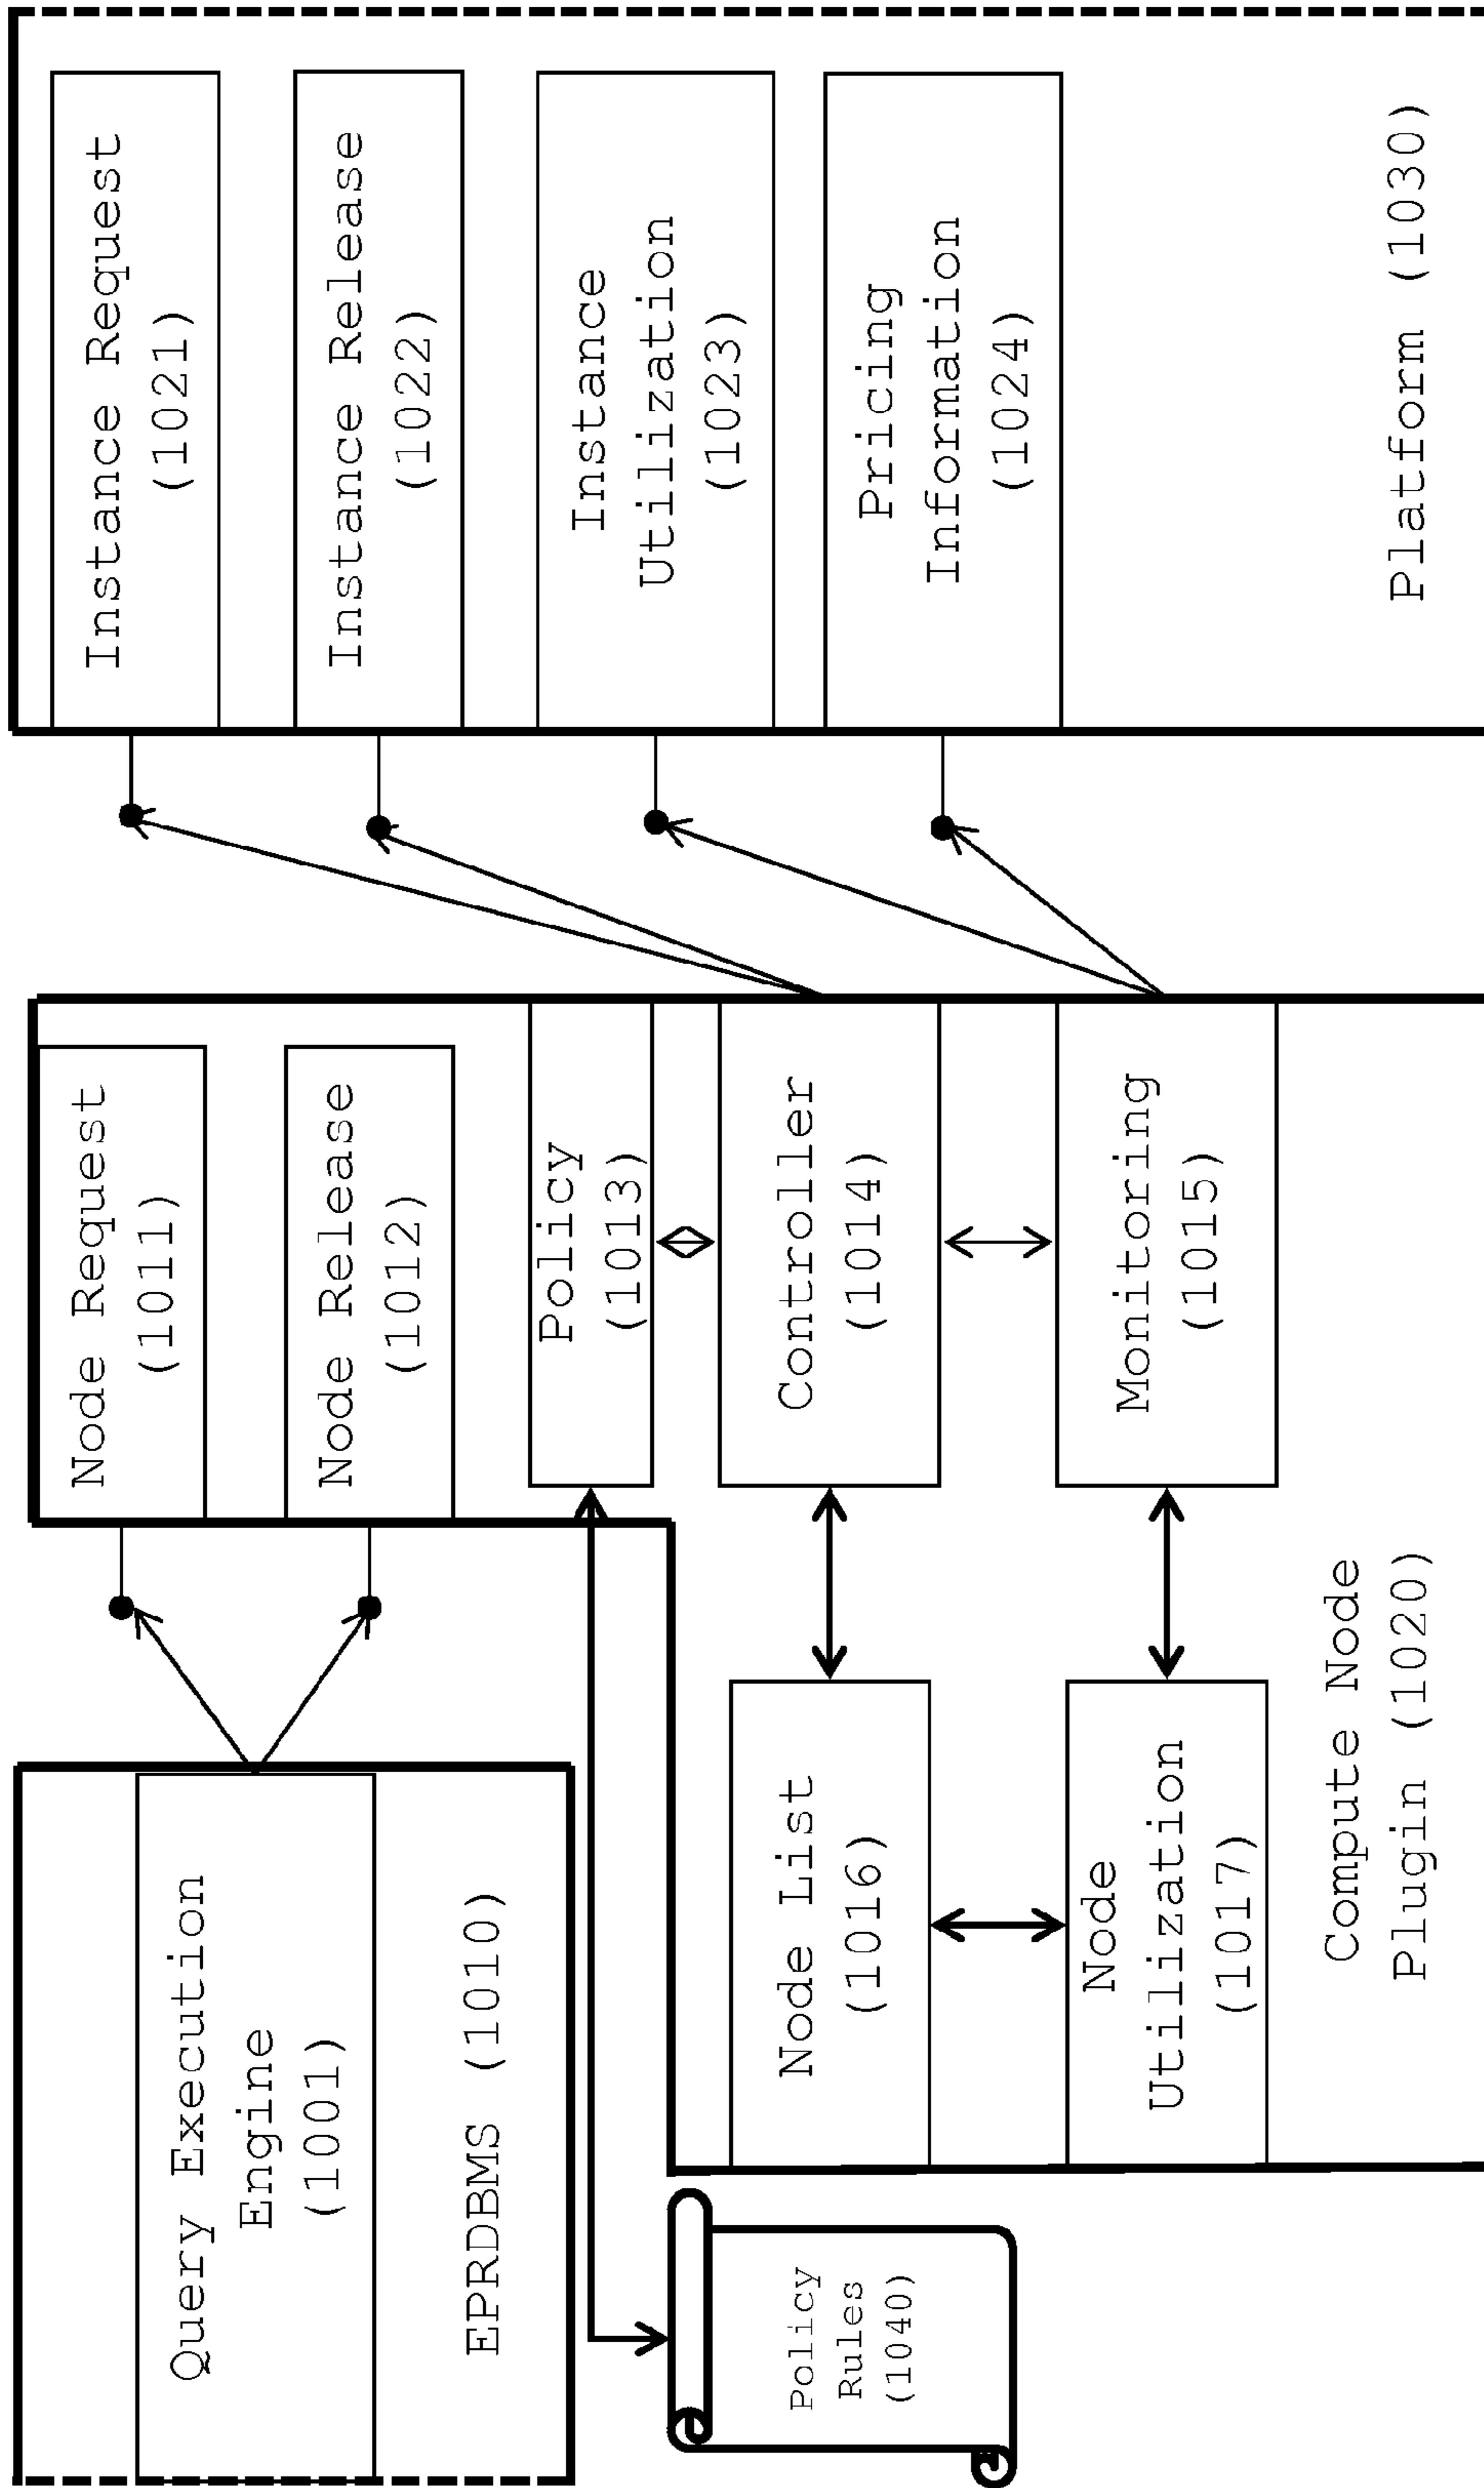 Query Execution
Engine
(1001)
EPRDBMS (1010)
Policy
Rules
(1040)
Node Request
(1011)
Node Release
(1012)
Policy
(1013)
Controller
(1014)
Monitoring
(1015)
Node List
(1016)
Node
Utilization
(1017)
Compute Node
Plugin (1020)
Instance Request
(1021)
Instance Release
(1022)
Instance
Utilization
(1023)
Pricing
Information
(1024)
Platform (1030)